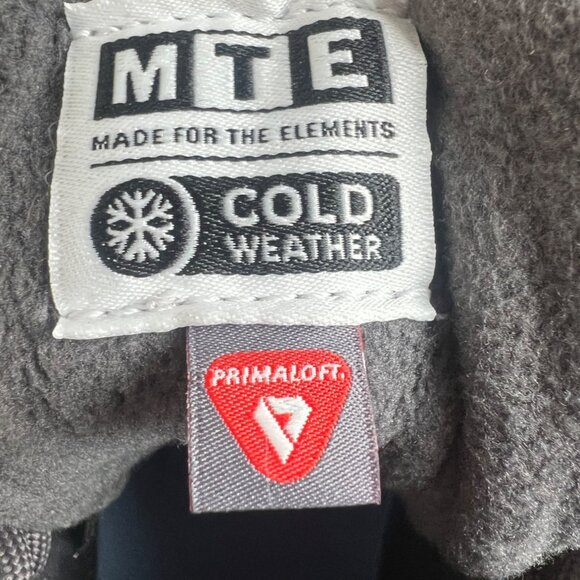 MTE
MADE FOR THE ELEMENTS
COLD
WEATHER
PRIMALOFT.